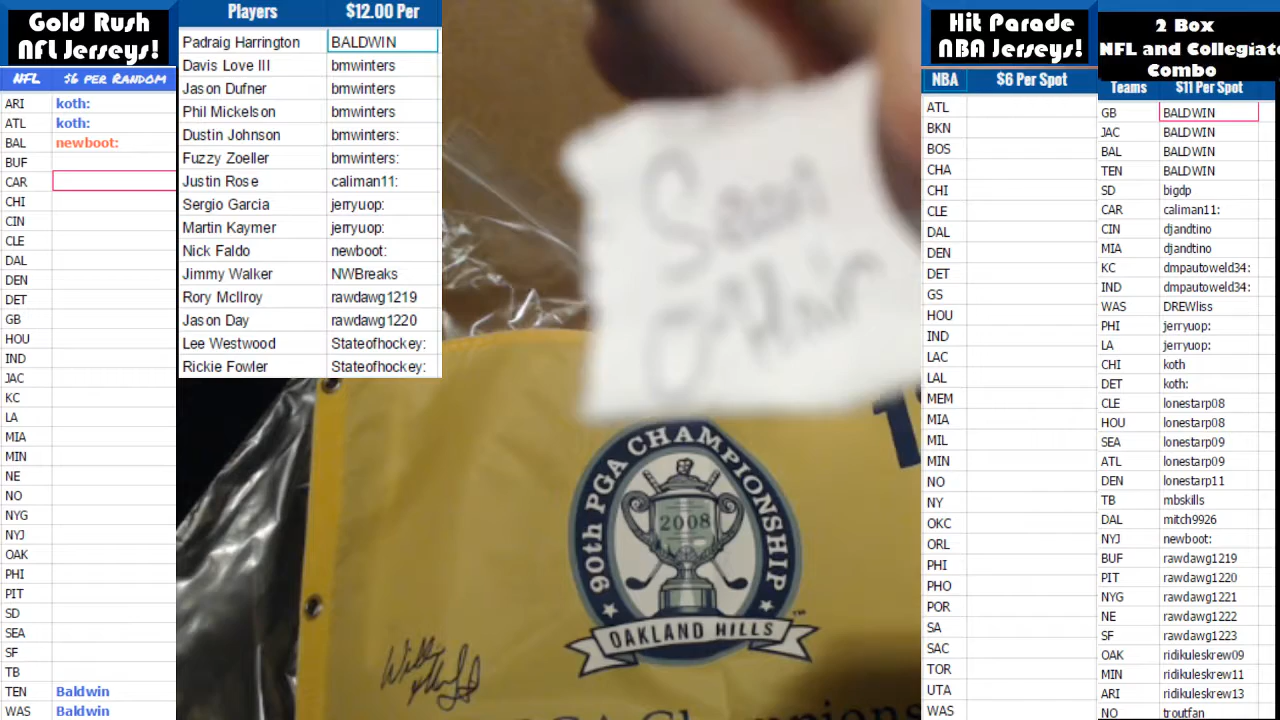 Gold Rush
NFL Jerseys!
NFL $6 PER RANDOM
ARI koth:
ATL koth:
BAL newboot:
BUF
CAR
CHI
CIN
CLE
DAL
DEN
DET
GB
HOU
IND
JAC
KC
LA
MIA
MIN
NE
NO
NYG
NYJ
OAK
PHI
PIT
SD
SEA
SF
TB
TEN Baldwin
WAS Baldwin
Players $12.00 Per
Padraig Harrington BALDWIN
Davis Love III bmwinters
Jason Dufner bmwinters
Phil Mickelson bmwinters
Dustin Johnson bmwinters:
Fuzzy Zoeller bmwinters:
Justin Rose caliman11:
Sergio Garcia jerryuop:
Martin Kaymer jerryuop:
Nick Faldo newboot:
Jimmy Walker NWBreaks
Rory McIlroy rawdawg1219
Jason Day rawdawg1220
Lee Westwood Stateofhockey:
Rickie Fowler Stateofhockey:
Sean
O'Hair
90TH PGA CHAMPIONSHIP
2008
OAKLAND HILLS
™
PGA Champions
Hit Parade
NBA Jerseys!
NBA $6 Per Spot
ATL
BKN
BOS
CHA
CHI
CLE
DAL
DEN
DET
GS
HOU
IND
LAC
LAL
MEM
MIA
MIL
MIN
NO
NY
OKC
ORL
PHI
PHO
POR
SA
SAC
TOR
UTA
WAS
2 Box
NFL and Collegiate
Combo
Teams $11 Per Spot
GB BALDWIN
JAC BALDWIN
BAL BALDWIN
TEN BALDWIN
SD bigdp
CAR caliman11:
CIN djandtino
MIA djandtino
KC dmpautoweld34:
IND dmpautoweld34:
WAS DREWliss
PHI jerryuop:
LA jerryuop:
CHI koth
DET koth:
CLE lonestarp08
HOU lonestarp08
SEA lonestarp09
ATL lonestarp09
DEN lonestarp11
TB mbskills
DAL mitch9926
NYJ newboot:
BUF rawdawg1219
PIT rawdawg1220
NYG rawdawg1221
NE rawdawg1222
SF rawdawg1223
OAK ridikuleskrew09
MIN ridikuleskrew11
ARI ridikuleskrew13
NO troutfan